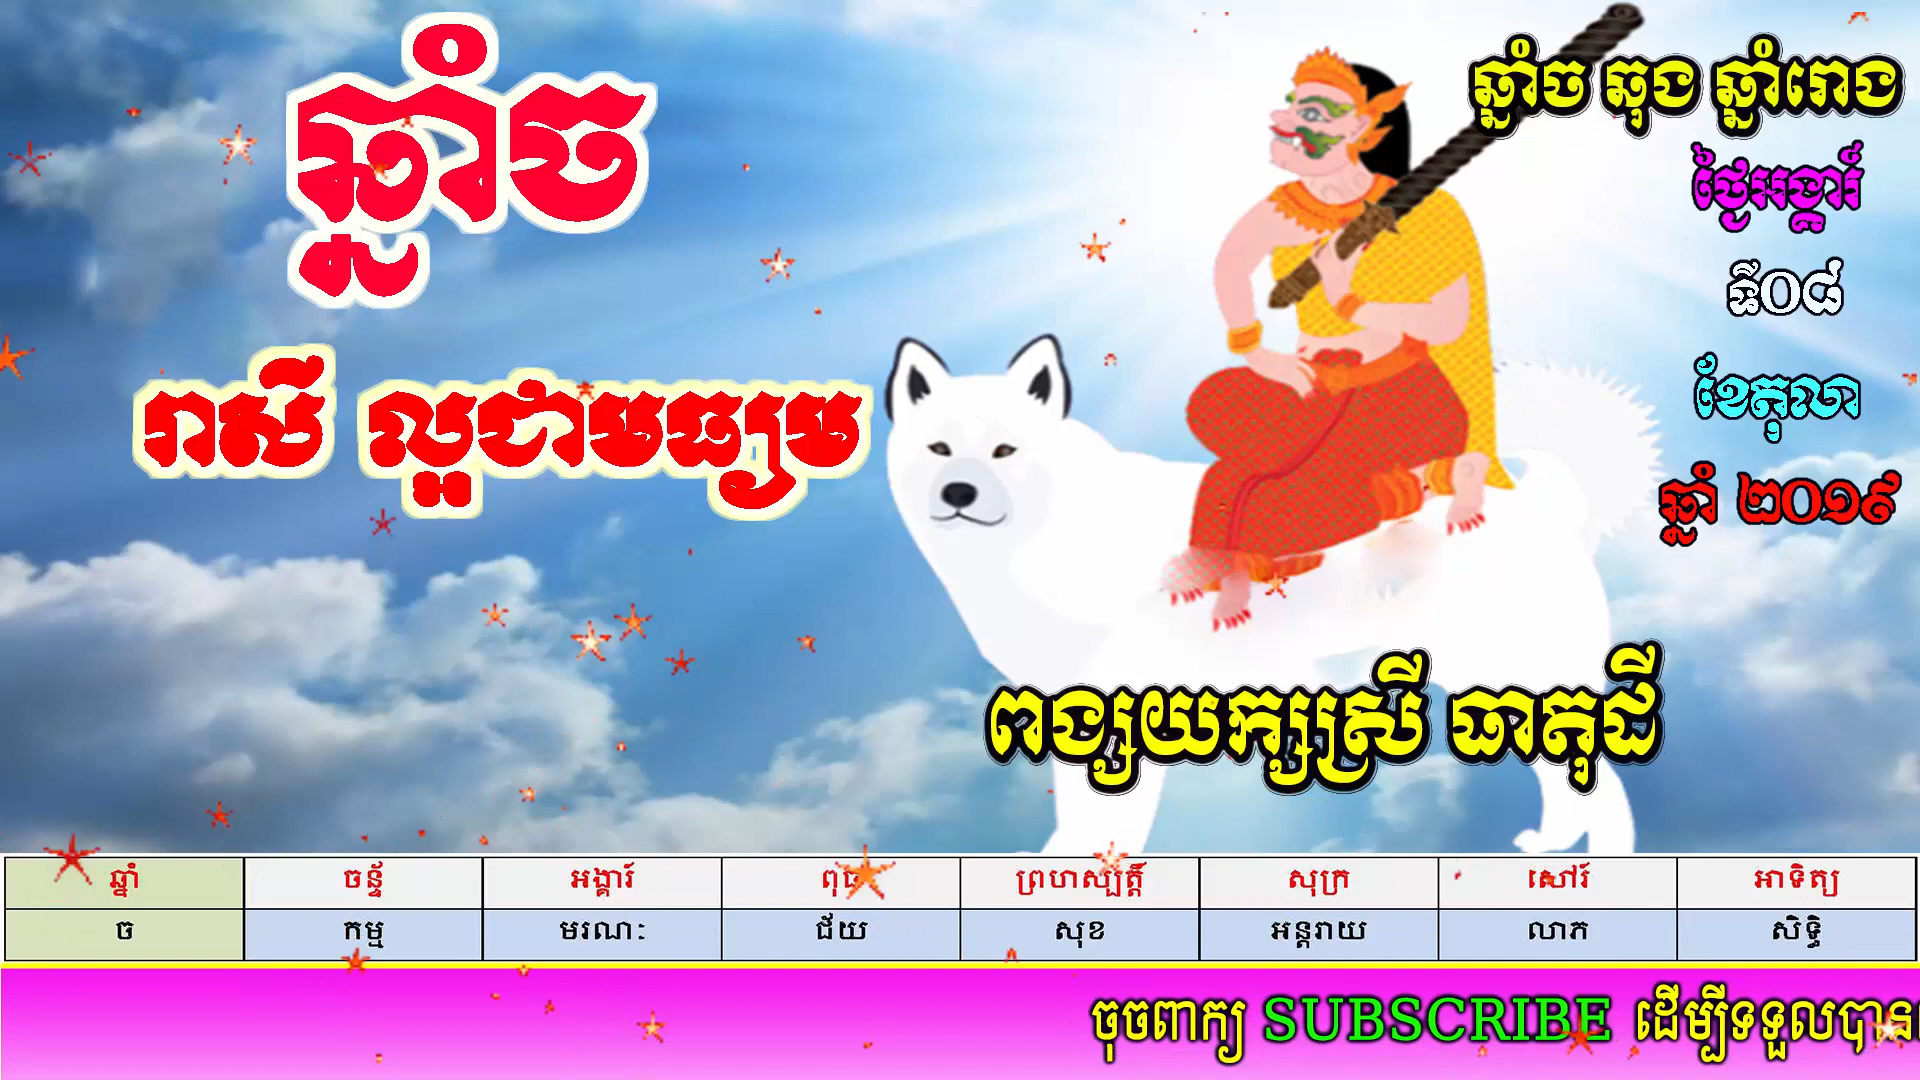 ឆ្នាំច
រាសី ល្អជាមធ្យម
ឆ្នាំច ឆុង ឆ្នាំរោង
ថ្ងៃអង្គារ៍
ទី០៨
ខែតុលា
ឆ្នាំ ២០១៩
ពង្សយក្សស្រី ធាតុដី
ឆ្នាំ ចន្ទ័ អង្គារ៍ ពុធ ព្រហស្បត្តិ៍ សុក្រ សៅរ៍ អាទិត្យ
ច កម្ម មរណៈ ជ័យ សុខ អន្តរាយ លាភ សិទ្ធិ
ចុចពាក្យ SUBSCRIBE ដើម្បីទទួលបាន